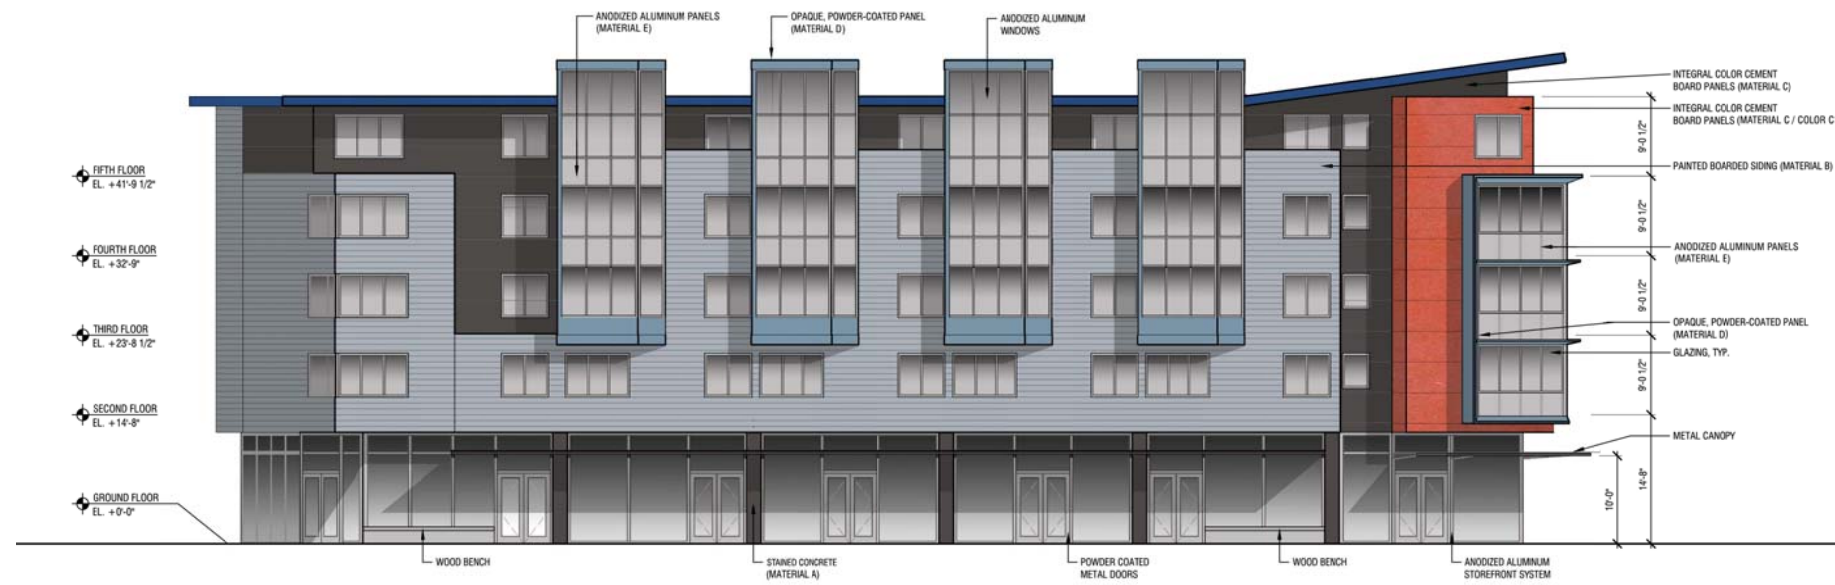 ANODIZED ALUMINUM PANELS
(MATERIAL E)
OPAQUE, POWDER-COATED PANEL
(MATERIAL D)
ANODIZED ALUMINUM
WINDOWS
INTEGRAL COLOR CEMENT
BOARD PANELS (MATERIAL C)
INTEGRAL COLOR CEMENT
BOARD PANELS (MATERIAL C / COLOR C
9'-0 1/2"
PAINTED BOARDED SIDING (MATERIAL B)
FIFTH FLOOR
EL. +41'-9 1/2"
9'-0 1/2"
FOURTH FLOOR
EL. +32'-9"
ANODIZED ALUMINUM PANELS
(MATERIAL E)
9'-0 1/2"
THIRD FLOOR
EL. +23'-8 1/2"
OPAQUE, POWDER-COATED PANEL
(MATERIAL D)
GLAZING, TYP.
9'-0 1/2"
SECOND FLOOR
EL. +14'-8"
METAL CANOPY
14'-8"
10'-0"
GROUND FLOOR
EL. +0'-0"
WOOD BENCH
STAINED CONCRETE
(MATERIAL A)
POWDER COATED
METAL DOORS
WOOD BENCH
ANODIZED ALUMINUM
STOREFRONT SYSTEM